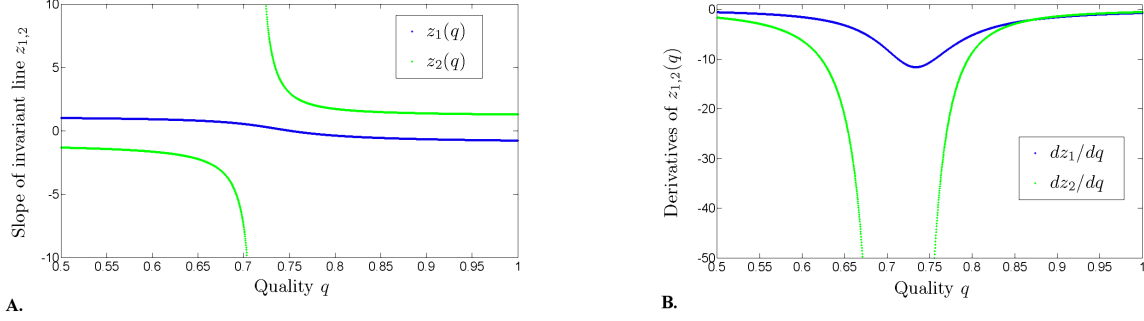 10
5
0
-5
-10
Slope of invariant line z₁,₂
z₁(q)
z₂(q)
0.5 0.55 0.6 0.65 0.7 0.75 0.8 0.85 0.9 0.95 1
Quality q
A.
0
-10
-20
-30
-40
-50
Derivatives of z₁,₂(q)
dz₁/dq
dz₂/dq
0.5 0.55 0.6 0.65 0.7 0.75 0.8 0.85 0.9 0.95 1
Quality q
B.